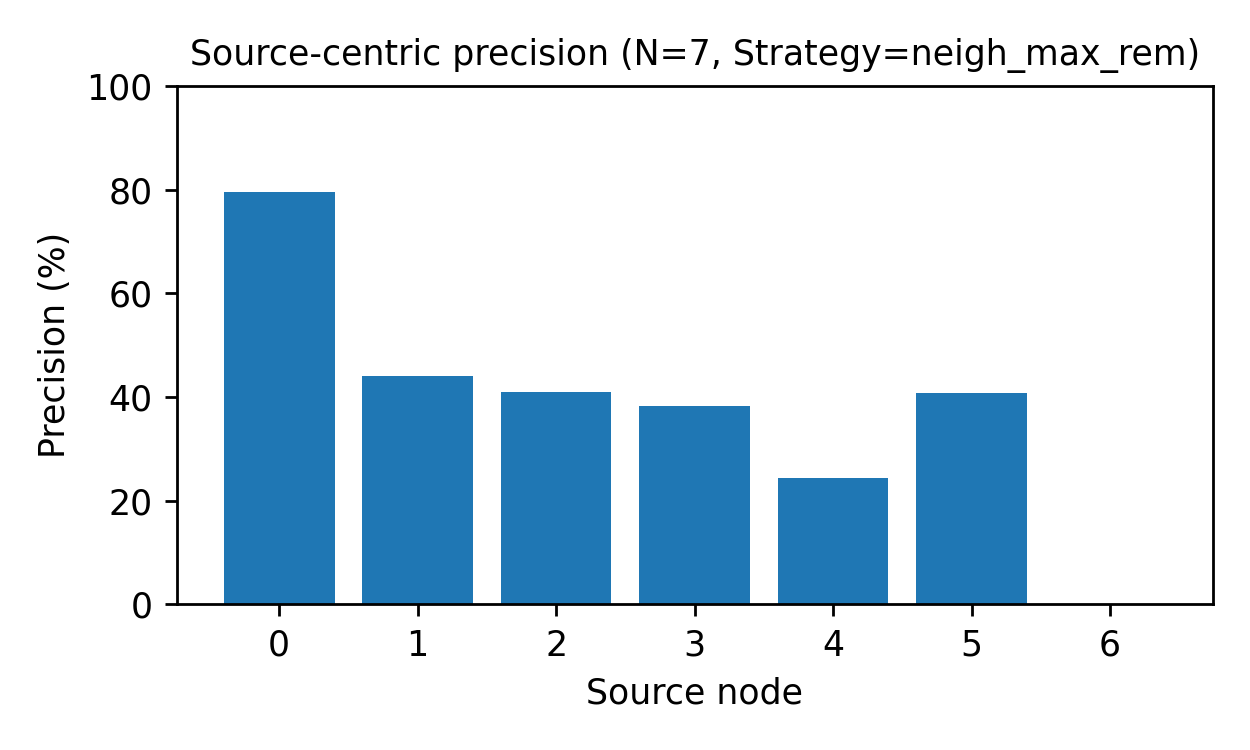 Source-centric precision (N=7, Strategy=neigh_max_rem)
100
80
60
40
20
0
Precision (%)
0 1 2 3 4 5 6
Source node